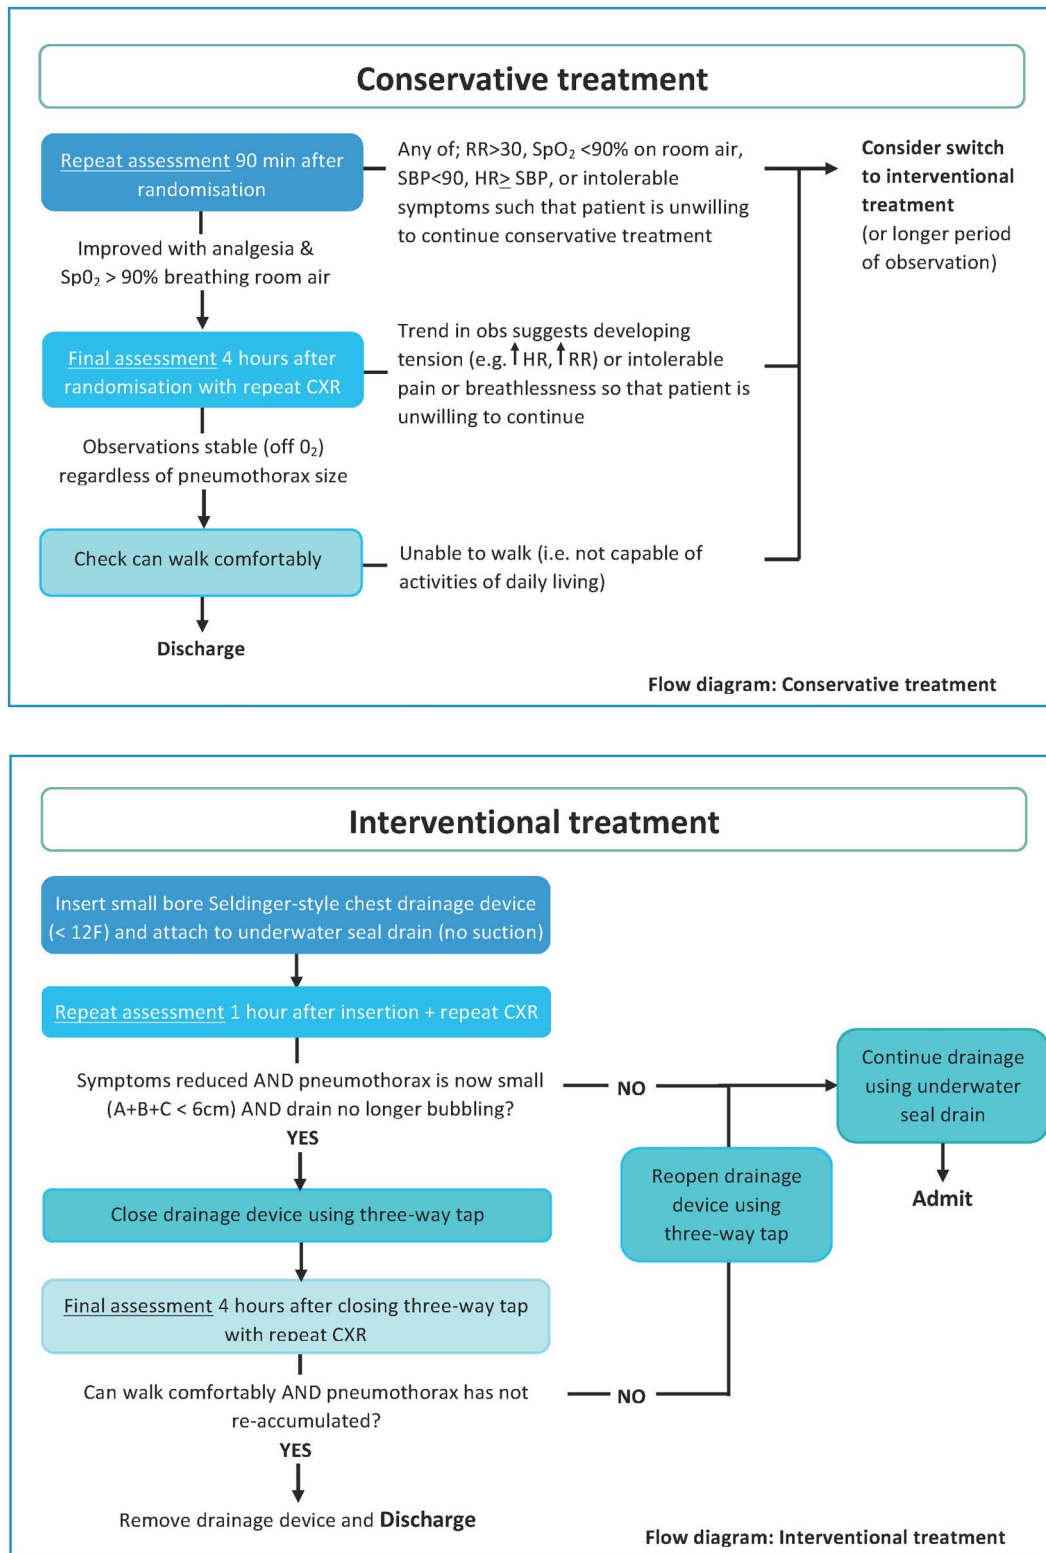 Conservative treatment
Repeat assessment 90 min after
randomisation
Any of; RR>30, SpO₂ <90% on room air,
SBP<90, HR≥ SBP, or intolerable
symptoms such that patient is unwilling
to continue conservative treatment
Consider switch
to interventional
treatment
(or longer period
of observation)
Improved with analgesia &
Sp0₂ > 90% breathing room air
Final assessment 4 hours after
randomisation with repeat CXR
Trend in obs suggests developing
tension (e.g.↑HR,↑RR) or intolerable
pain or breathlessness so that patient is
unwilling to continue
Observations stable (off 0₂)
regardless of pneumothorax size
Check can walk comfortably
Unable to walk (i.e. not capable of
activities of daily living)
Discharge
Flow diagram: Conservative treatment
Interventional treatment
Insert small bore Seldinger-style chest drainage device
(< 12F) and attach to underwater seal drain (no suction)
Repeat assessment 1 hour after insertion + repeat CXR
Symptoms reduced AND pneumothorax is now small
(A+B+C < 6cm) AND drain no longer bubbling?
NO
Continue drainage
using underwater
seal drain
YES
Admit
Close drainage device using three-way tap
Reopen drainage
device using
three-way tap
Final assessment 4 hours after closing three-way tap
with repeat CXR
Can walk comfortably AND pneumothorax has not
re-accumulated?
NO
YES
Remove drainage device and Discharge
Flow diagram: Interventional treatment